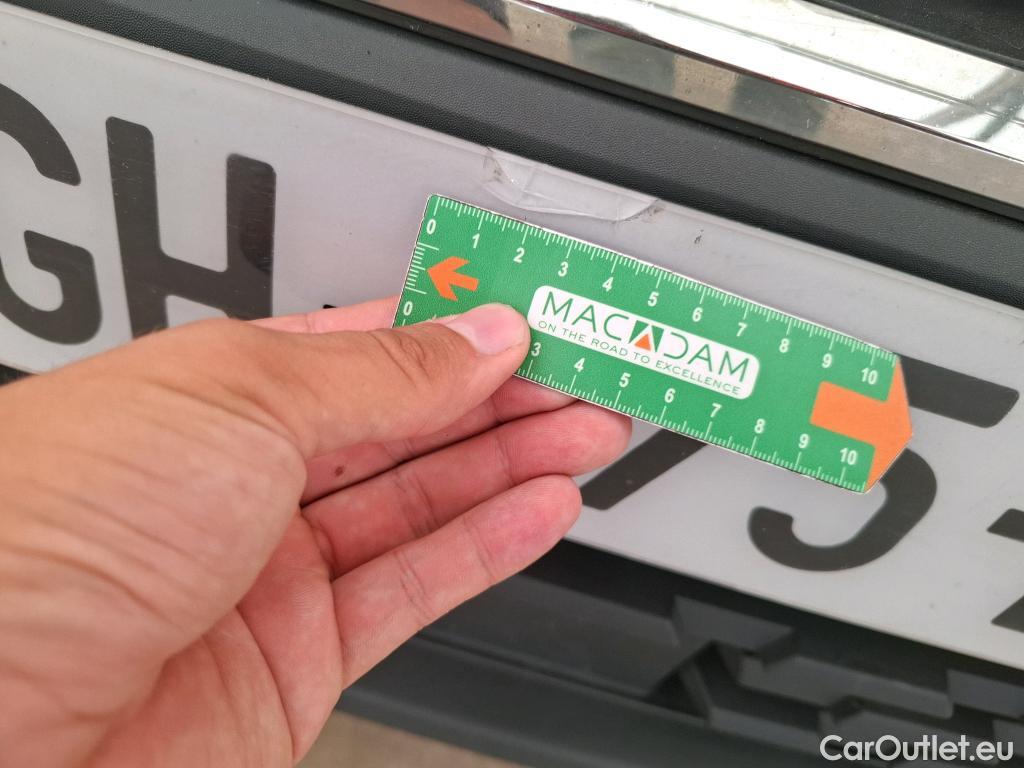 GH
0 1 2 3 4 5 6 7 8 9 10
MACADAM
ON THE ROAD TO EXCELLENCE
0 3 4 5 6 7 8 9 10
CarOutlet.eu